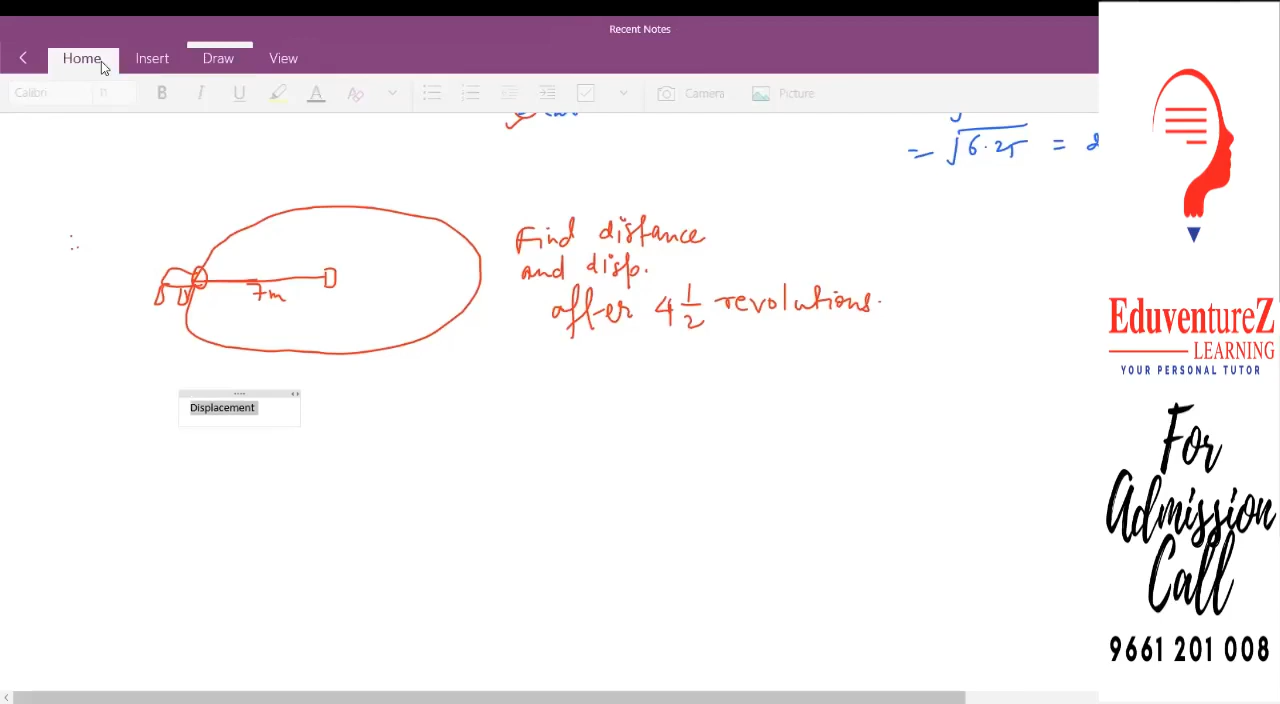 Recent Notes
Home Insert Draw View
Calibri 11 B I U A Camera Picture
= √6.25 =
7m
Find distance
and disp.
after 4 1/2 revolutions.
Displacement
EduventureZ
LEARNING
YOUR PERSONAL TUTOR
For
Admission
Call
9661 201 008